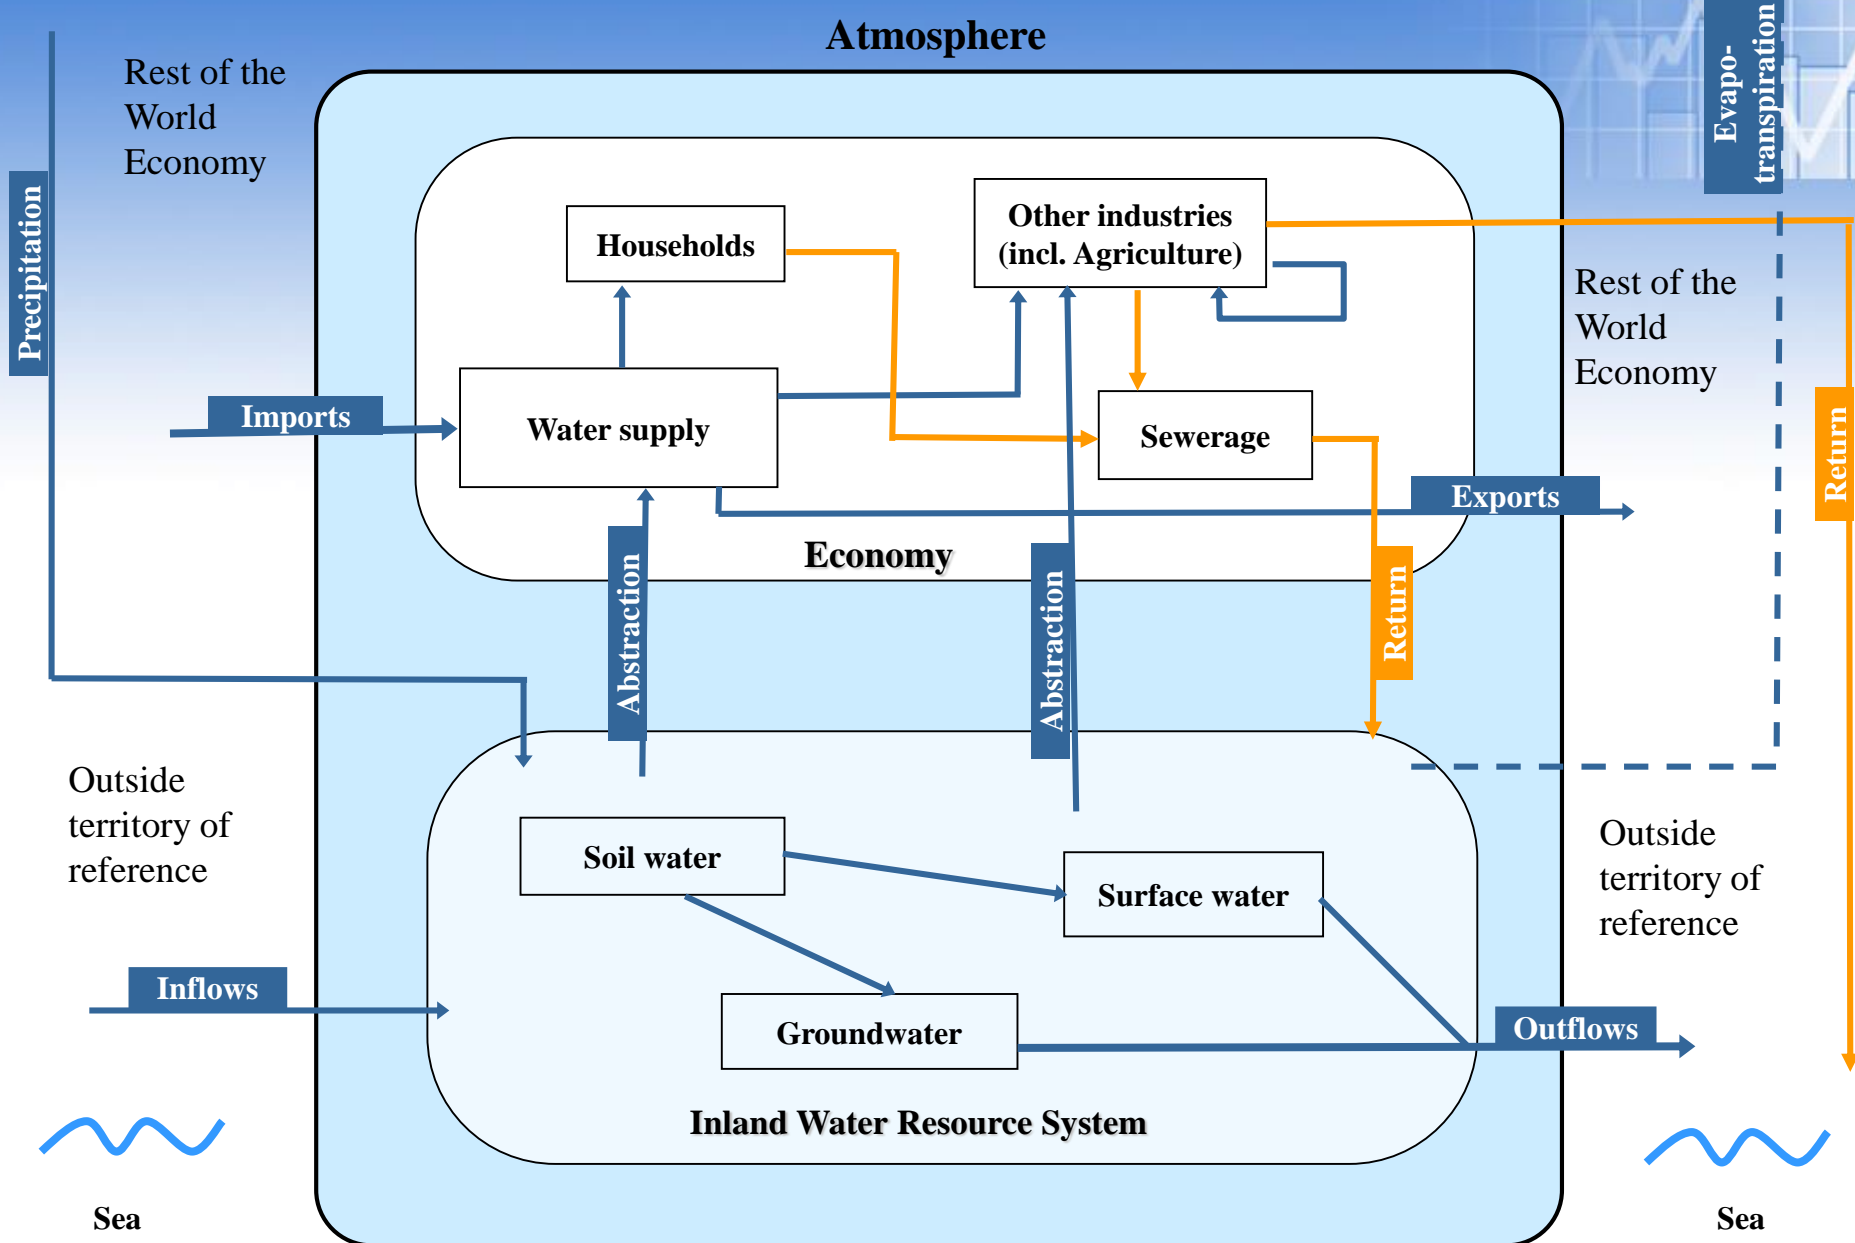 Atmosphere
Rest of the
World
Economy
Evapo-
transpiration
Precipitation
Households
Other industries
(incl. Agriculture)
Rest of the
World
Economy
Imports
Water supply
Sewerage
Return
Exports
Economy
Abstraction
Abstraction
Return
Outside
territory of
reference
Soil water
Surface water
Outside
territory of
reference
Inflows
Groundwater
Outflows
Inland Water Resource System
Sea
Sea